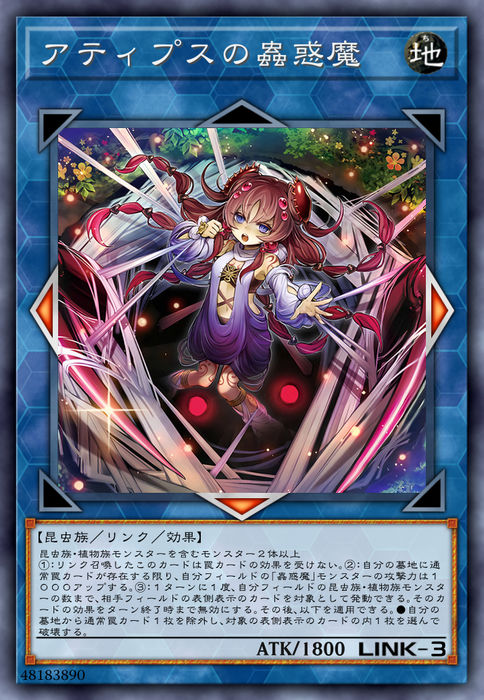 アティプスの蟲惑魔
ち
地
【昆虫族／リンク／効果】
昆虫族・植物族モンスターを含むモンスター２体以上
①：リンク召喚したこのカードは罠カードの効果を受けない。②：自分の墓地に通
常罠カードが存在する限り、自分フィールドの「蟲惑魔」モンスターの攻撃力は１
０００アップする。③：１ターンに１度、自分フィールドの昆虫族・植物族モンスタ
ーの数まで、相手フィールドの表側表示のカードを対象として発動できる。そのカ
ードの効果をターン終了時まで無効にする。その後、以下を適用できる。●自分の
墓地から通常罠カード１枚を除外し、対象の表側表示のカードの内１枚を選んで
破壊する。
ATK/1800 LINK-3
48183890